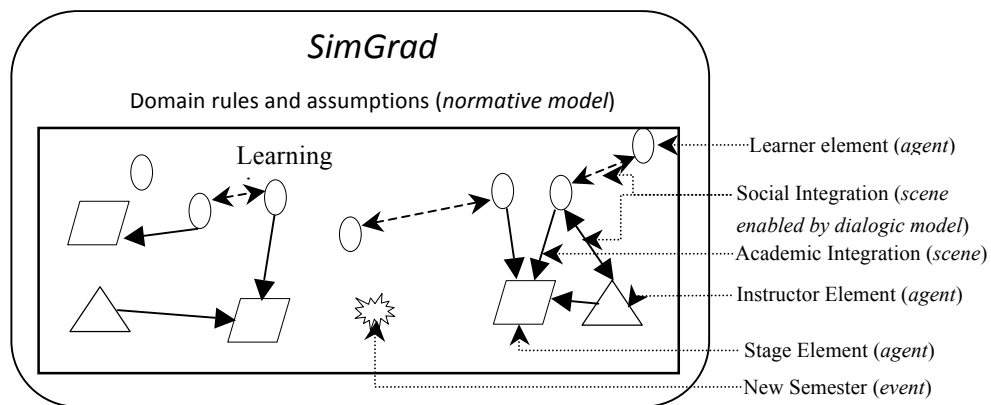 SimGrad
Domain rules and assumptions (normative model)
Learning
Learner element (agent)
Social Integration (scene
enabled by dialogic model)
Academic Integration (scene)
Instructor Element (agent)
Stage Element (agent)
New Semester (event)